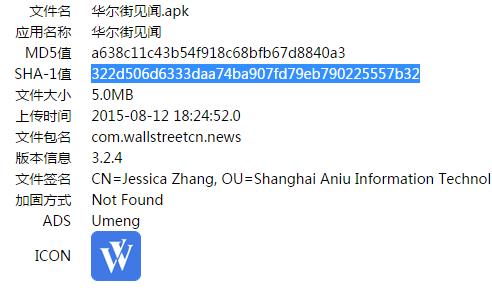 文件名 华尔街见闻.apk
应用名称 华尔街见闻
MD5值 a638c11c43b54f918c68bfb67d8840a3
SHA-1值 322d506d6333daa74ba907fd79eb790225557b32
文件大小 5.0MB
上传时间 2015-08-12 18:24:52.0
文件包名 com.wallstreetcn.news
版本信息 3.2.4
文件签名 CN=Jessica Zhang, OU=Shanghai Aniu Information Technol
加固方式 Not Found
ADS Umeng
ICON W